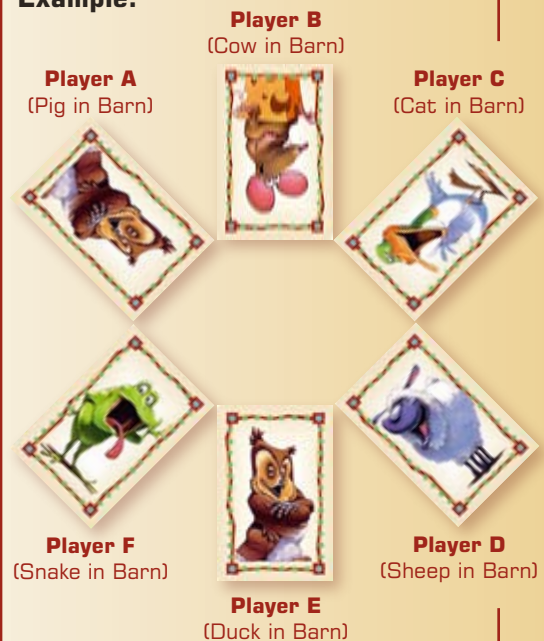 Example:
Player B
(Cow in Barn)
Player A
(Pig in Barn)
Player C
(Cat in Barn)
Player F
(Snake in Barn)
Player D
(Sheep in Barn)
Player E
(Duck in Barn)